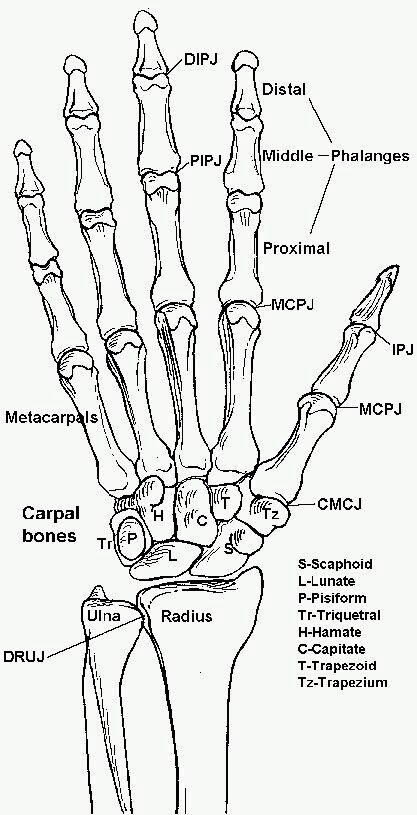 DIPJ
Distal
PIPJ
Middle
Phalanges
Proximal
MCPJ
IPJ
MCPJ
Metacarpals
CMCJ
Carpal
bones
H
C
T
Tz
Tr
P
L
S
S-Scaphoid
L-Lunate
P-Pisiform
Tr-Triquetral
H-Hamate
C-Capitate
T-Trapezoid
Tz-Trapezium
Ulna
Radius
DRUJ